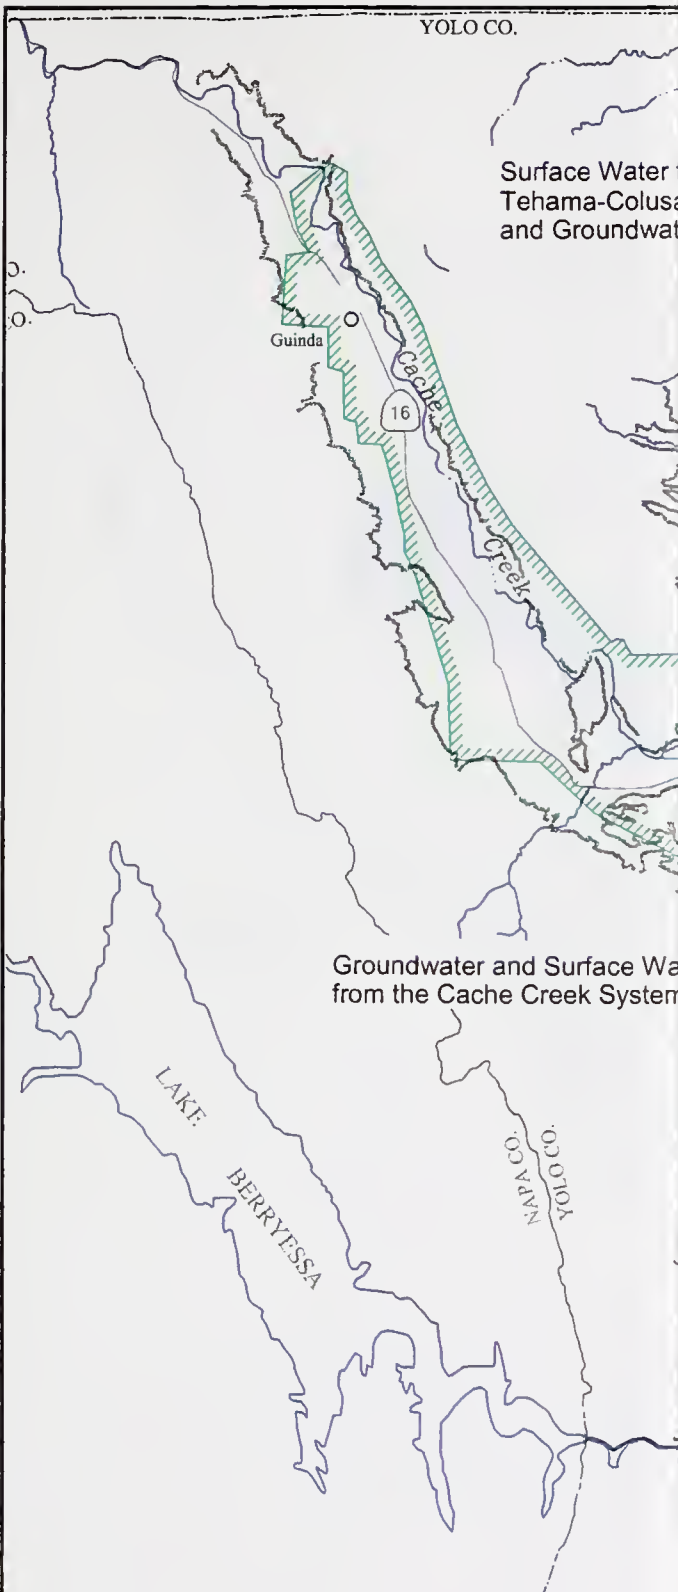 YOLO CO.
Surface Water
Tehama-Colusa
and Groundwat
O.
O.
Guinda
Cache
16
Creek
Groundwater and Surface Wa
from the Cache Creek System
LAKE
BERRYESSA
NAPA CO.
YOLO CO.